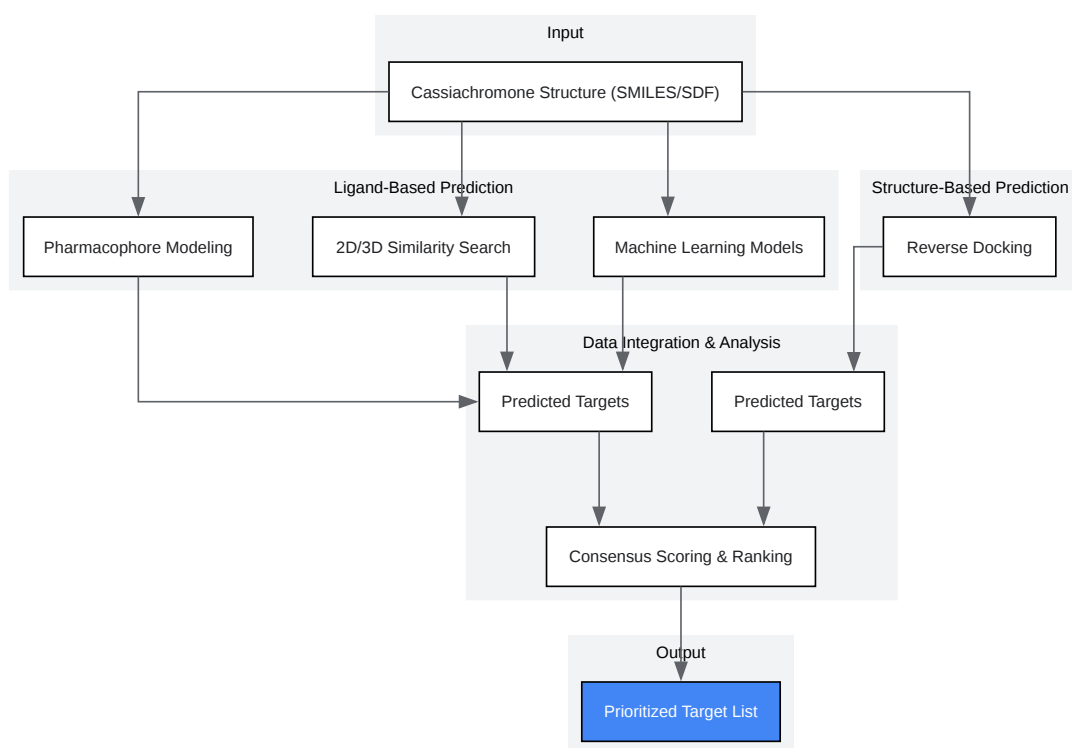 Input
Cassiachromone Structure (SMILES/SDF)
Ligand-Based Prediction
Structure-Based Prediction
Pharmacophore Modeling
2D/3D Similarity Search
Machine Learning Models
Reverse Docking
Data Integration & Analysis
Predicted Targets
Predicted Targets
Consensus Scoring & Ranking
Output
Prioritized Target List